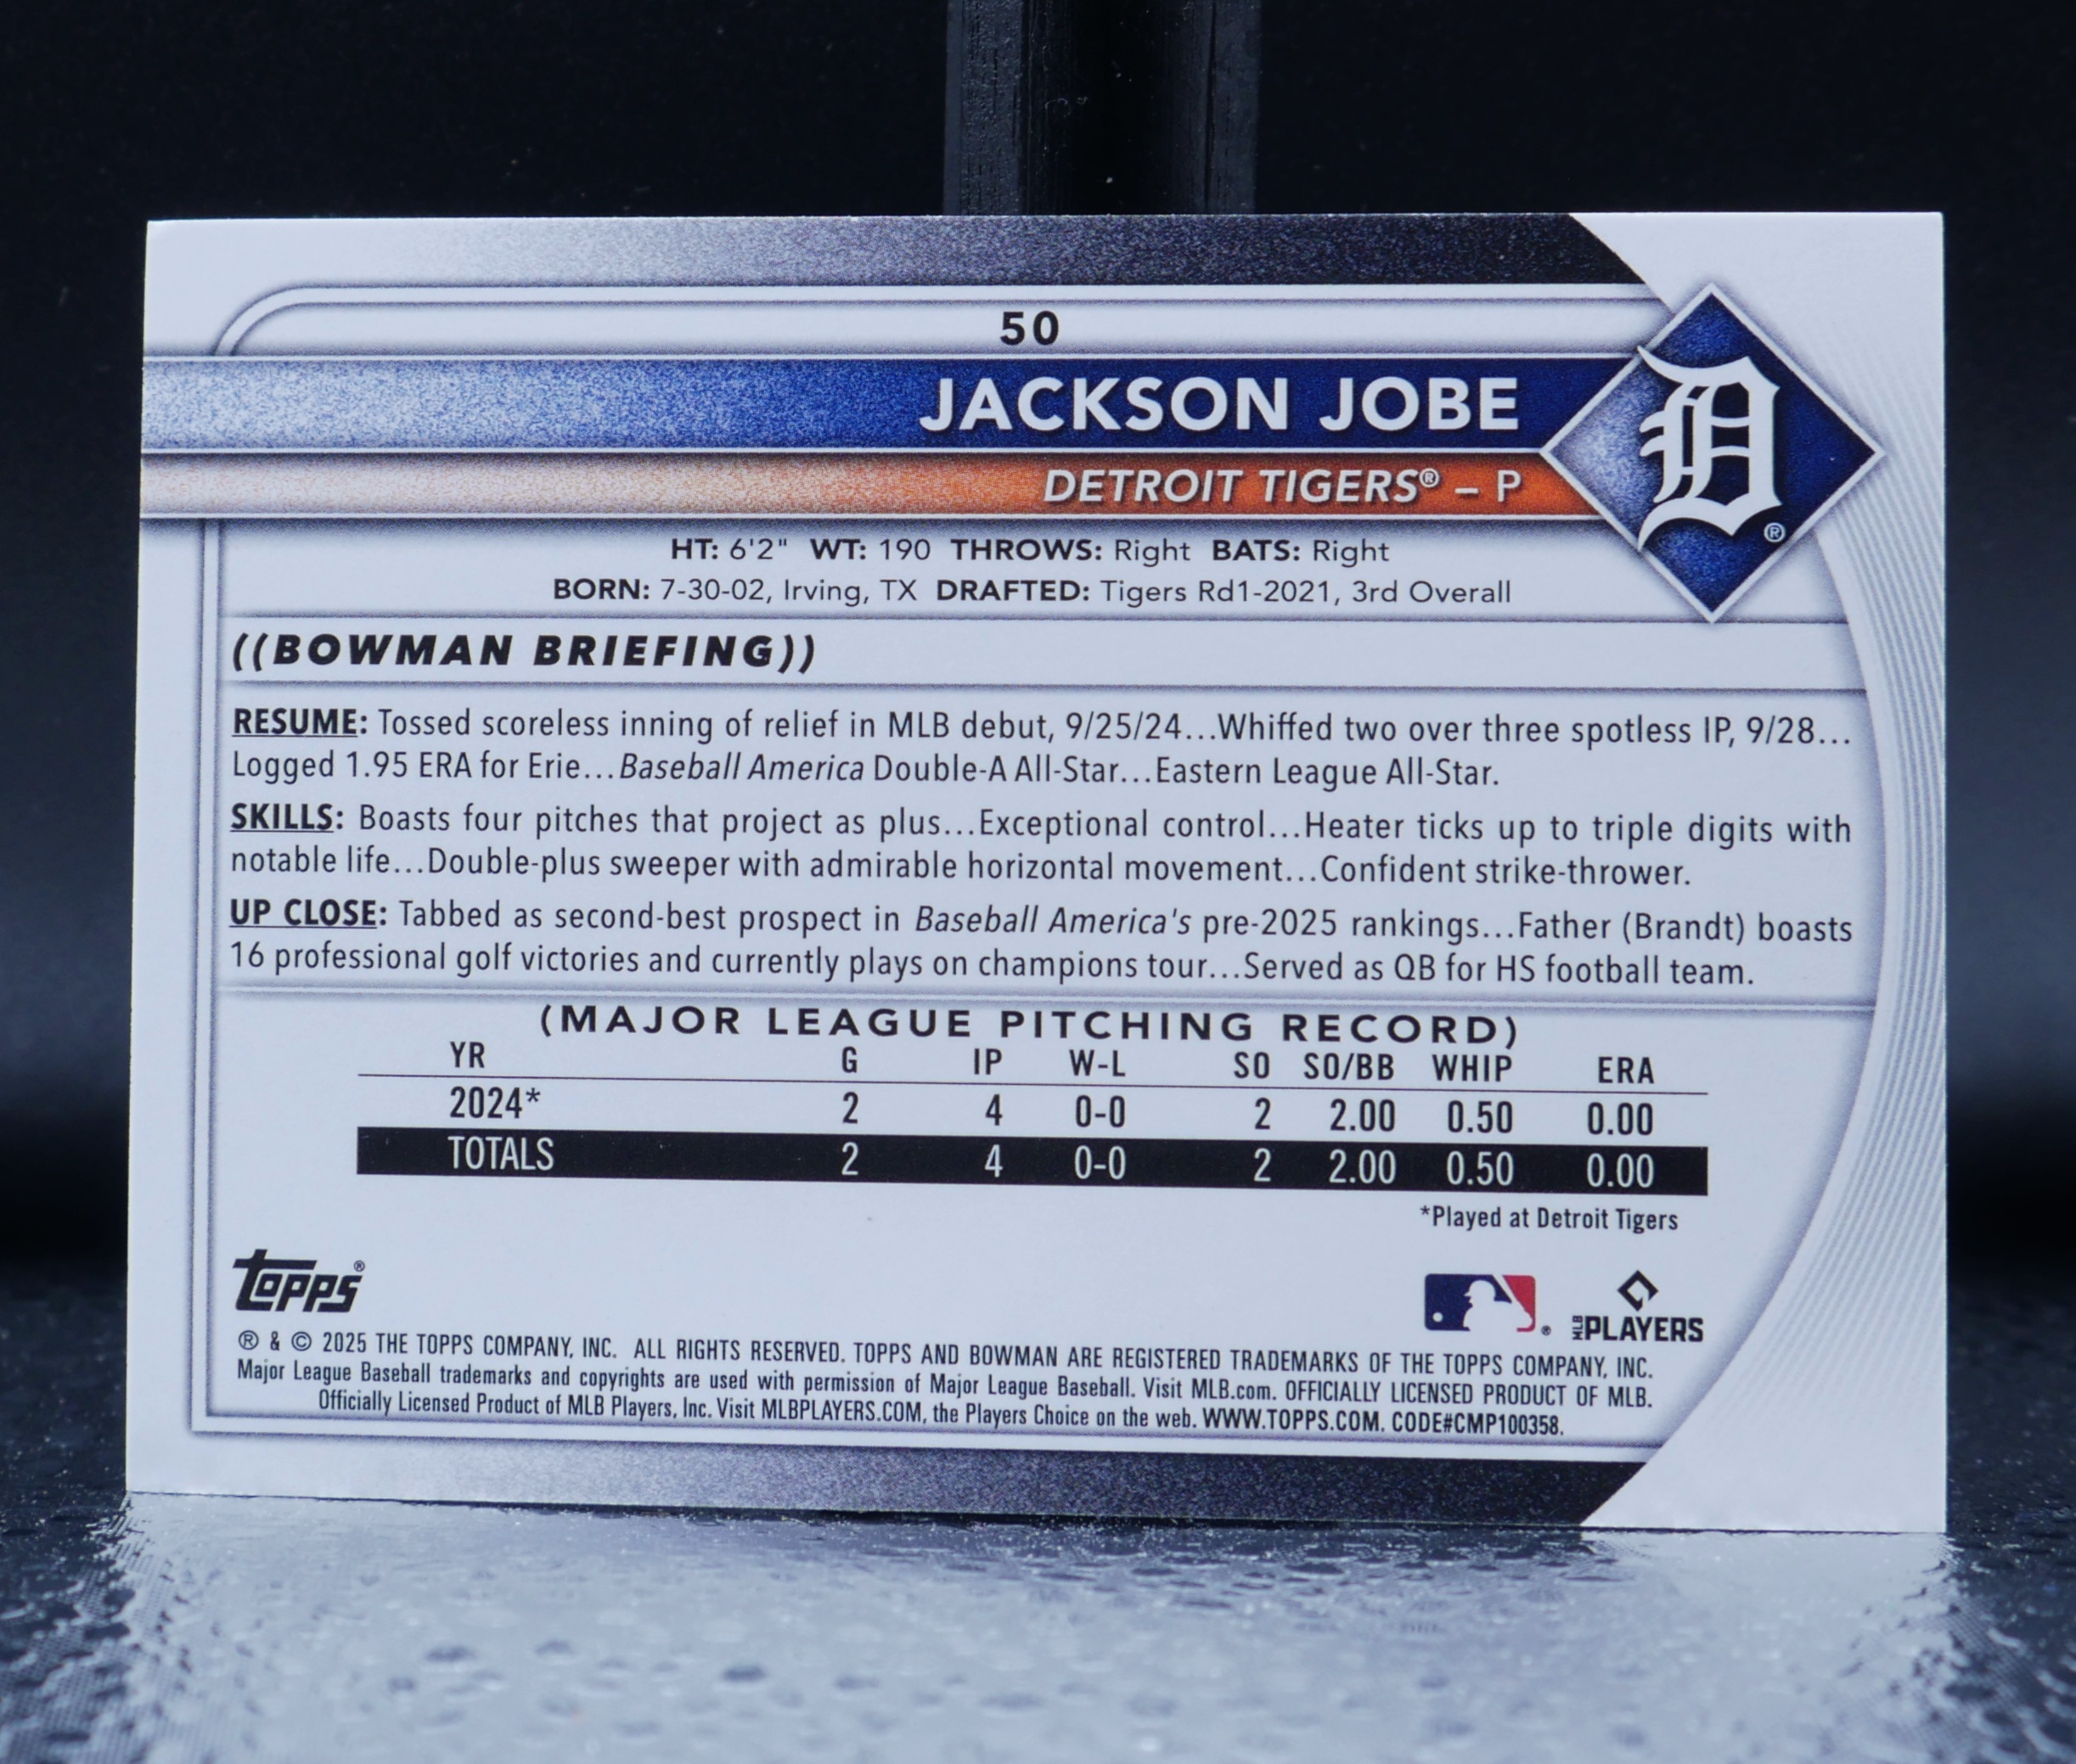 50
JACKSON JOBE
DETROIT TIGERS® – P
D
®
HT: 6'2" WT: 190 THROWS: Right BATS: Right
BORN: 7-30-02, Irving, TX DRAFTED: Tigers Rd1-2021, 3rd Overall
((BOWMAN BRIEFING))
RESUME: Tossed scoreless inning of relief in MLB debut, 9/25/24...Whiffed two over three spotless IP, 9/28...
Logged 1.95 ERA for Erie...Baseball America Double-A All-Star...Eastern League All-Star.
SKILLS: Boasts four pitches that project as plus...Exceptional control...Heater ticks up to triple digits with
notable life...Double-plus sweeper with admirable horizontal movement...Confident strike-thrower.
UP CLOSE: Tabbed as second-best prospect in Baseball America's pre-2025 rankings...Father (Brandt) boasts
16 professional golf victories and currently plays on champions tour...Served as QB for HS football team.
(MAJOR LEAGUE PITCHING RECORD)
YR G IP W-L SO SO/BB WHIP ERA
2024* 2 4 0-0 2 2.00 0.50 0.00
TOTALS 2 4 0-0 2 2.00 0.50 0.00
*Played at Detroit Tigers
topps®
MLB PLAYERS
® & © 2025 THE TOPPS COMPANY, INC. ALL RIGHTS RESERVED. TOPPS AND BOWMAN ARE REGISTERED TRADEMARKS OF THE TOPPS COMPANY, INC.
Major League Baseball trademarks and copyrights are used with permission of Major League Baseball. Visit MLB.com. OFFICIALLY LICENSED PRODUCT OF MLB.
Officially Licensed Product of MLB Players, Inc. Visit MLBPLAYERS.COM, the Players Choice on the web. WWW.TOPPS.COM. CODE#CMP100358.